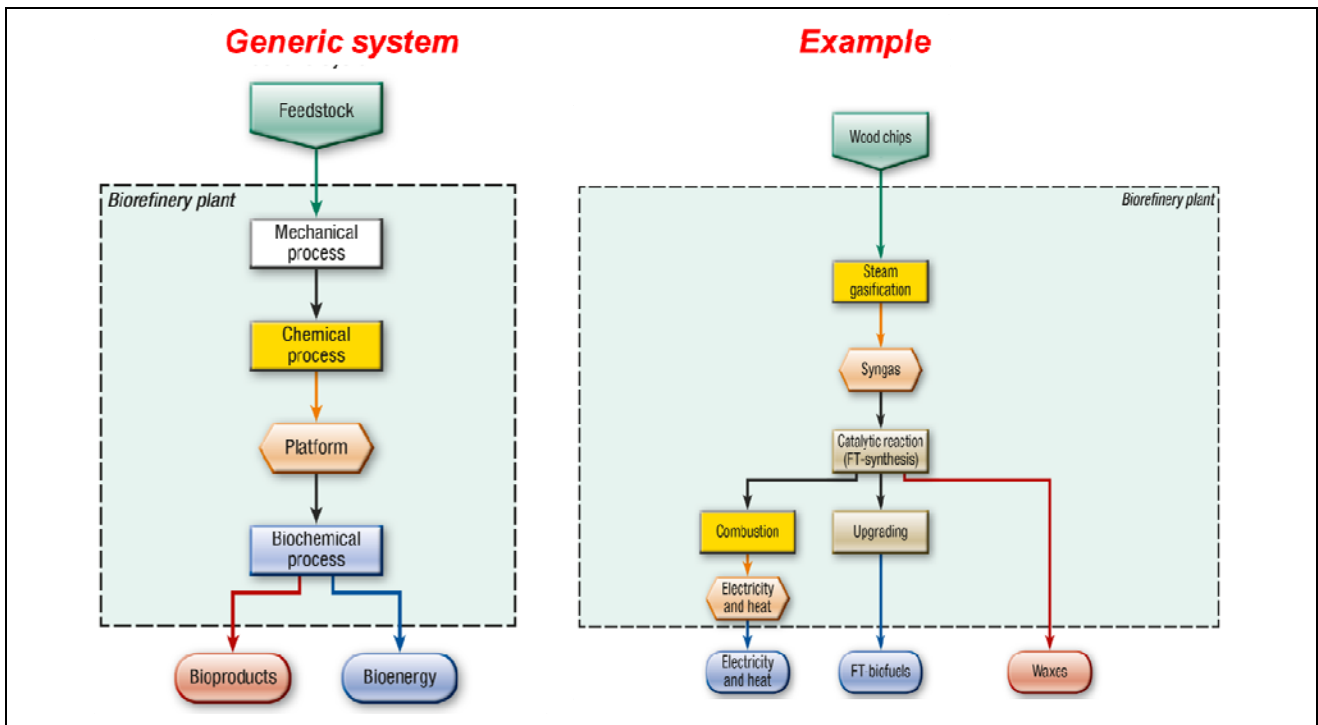 Generic system
Feedstock
Biorefinery plant
Mechanical
process
Chemical
process
Platform
Biochemical
process
Bioproducts
Bioenergy
Example
Wood chips
Biorefinery plant
Steam
gasification
Syngas
Catalytic reaction
(FT-synthesis)
Combustion
Upgrading
Electricity
and heat
Electricity
and heat
FT biofuels
Waxes